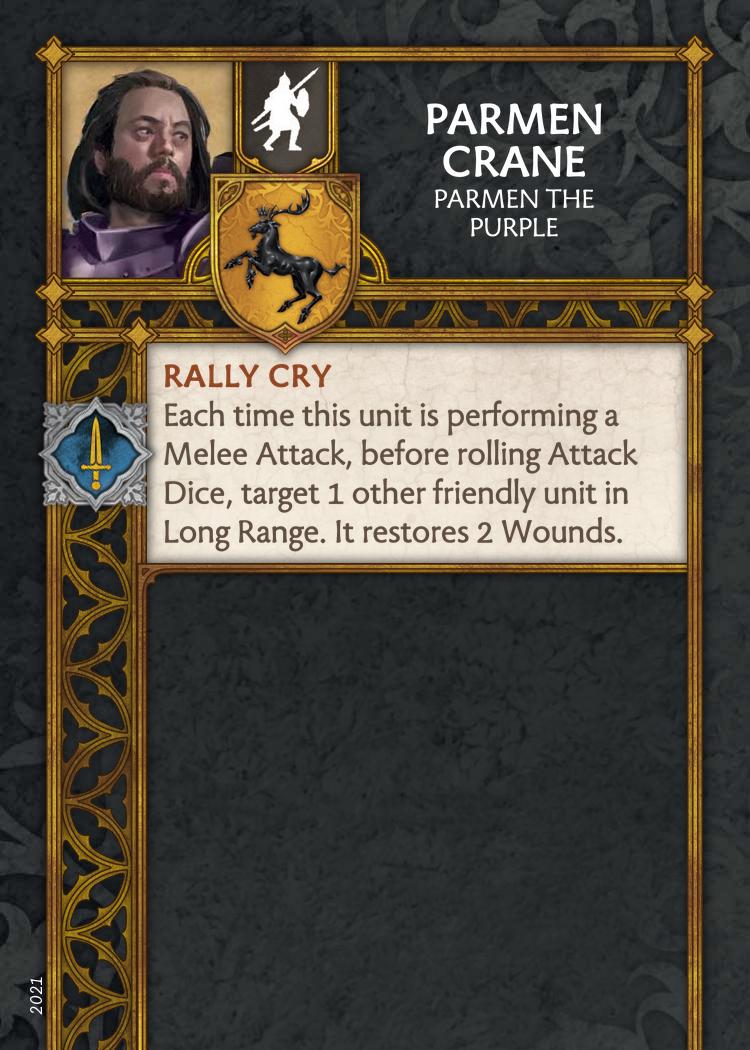 PARMEN
CRANE
PARMEN THE
PURPLE
RALLY CRY
Each time this unit is performing a
Melee Attack, before rolling Attack
Dice, target 1 other friendly unit in
Long Range. It restores 2 Wounds.
2021